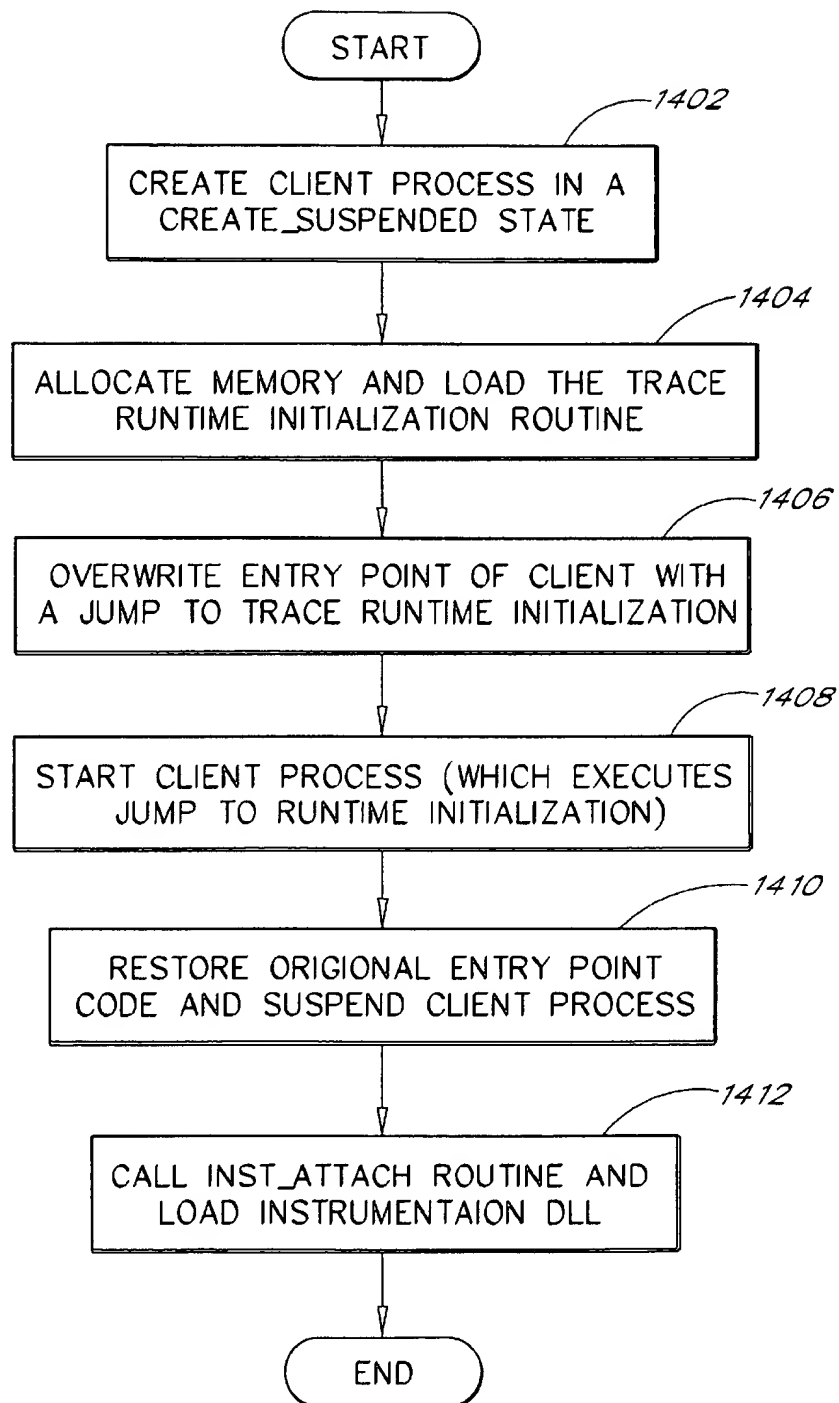 START
1402
CREATE CLIENT PROCESS IN A
CREATE_SUSPENDED STATE
1404
ALLOCATE MEMORY AND LOAD THE TRACE
RUNTIME INITIALIZATION ROUTINE
1406
OVERWRITE ENTRY POINT OF CLIENT WITH
A JUMP TO TRACE RUNTIME INITIALIZATION
1408
START CLIENT PROCESS (WHICH EXECUTES
JUMP TO RUNTIME INITIALIZATION)
1410
RESTORE ORIGIONAL ENTRY POINT
CODE AND SUSPEND CLIENT PROCESS
1412
CALL INST_ATTACH ROUTINE AND
LOAD INSTRUMENTAION DLL
END